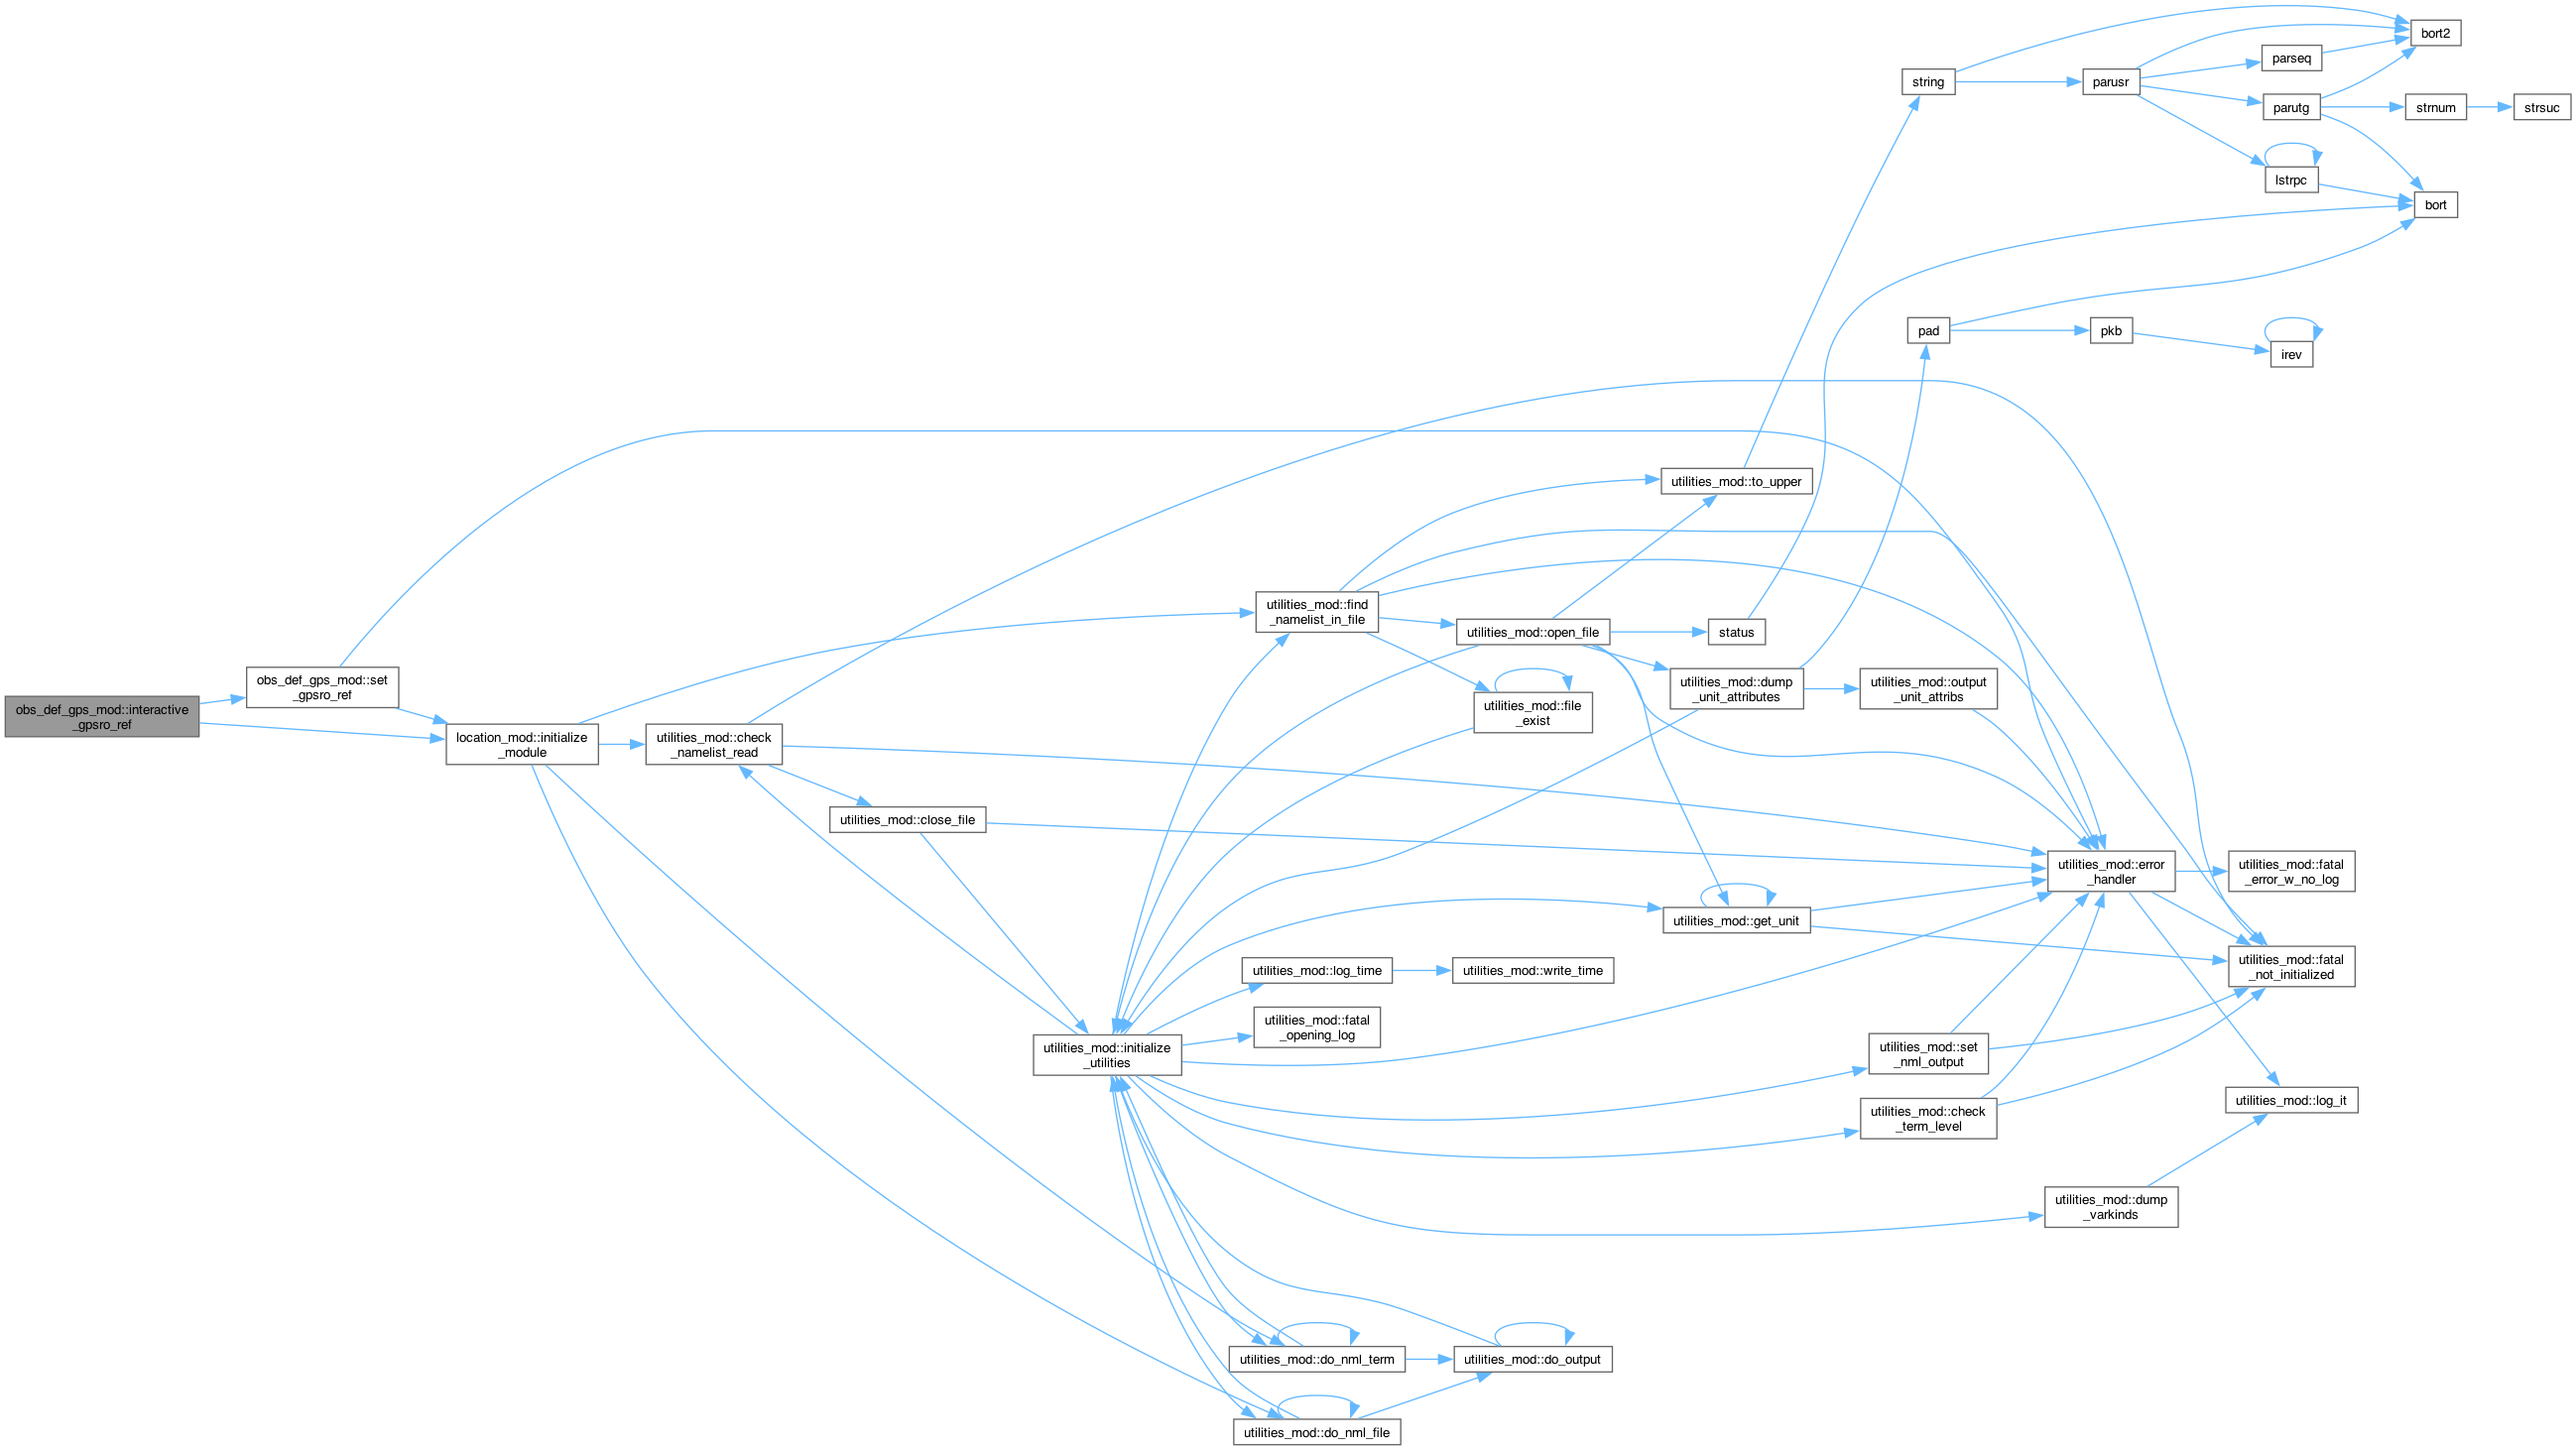 obs_def_gps_mod::interactive
_gpsro_ref
obs_def_gps_mod::set
_gpsro_ref
location_mod::initialize
_module
utilities_mod::check
_namelist_read
utilities_mod::close_file
utilities_mod::initialize
_utilities
utilities_mod::find
_namelist_in_file
utilities_mod::log_time
utilities_mod::fatal
_opening_log
utilities_mod::do_nml_term
utilities_mod::do_nml_file
utilities_mod::open_file
utilities_mod::file
_exist
utilities_mod::write_time
utilities_mod::do_output
utilities_mod::to_upper
status
utilities_mod::dump
_unit_attributes
utilities_mod::get_unit
string
pad
utilities_mod::output
_unit_attribs
utilities_mod::set
_nml_output
utilities_mod::check
_term_level
parusr
pkb
utilities_mod::error
_handler
utilities_mod::dump
_varkinds
parseq
parutg
lstrpc
irev
utilities_mod::fatal
_error_w_no_log
utilities_mod::fatal
_not_initialized
utilities_mod::log_it
bort2
strnum
bort
strsuc